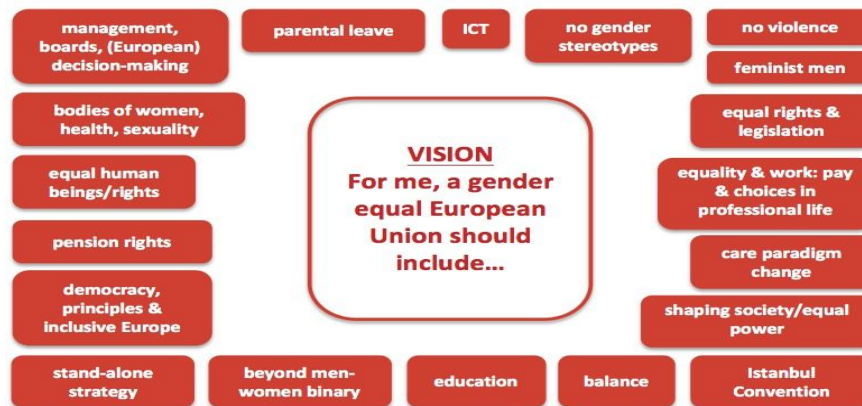 management,
boards, (European)
decision-making
parental leave
ICT
no gender
stereotypes
no violence
feminist men
bodies of women,
health, sexuality
equal rights &
legislation
equal human
beings/rights
VISION
For me, a gender
equal European
Union should
include...
equality & work: pay
& choices in
professional life
pension rights
care paradigm
change
democracy,
principles &
inclusive Europe
shaping society/equal
power
stand-alone
strategy
beyond men-
women binary
education
balance
Istanbul
Convention